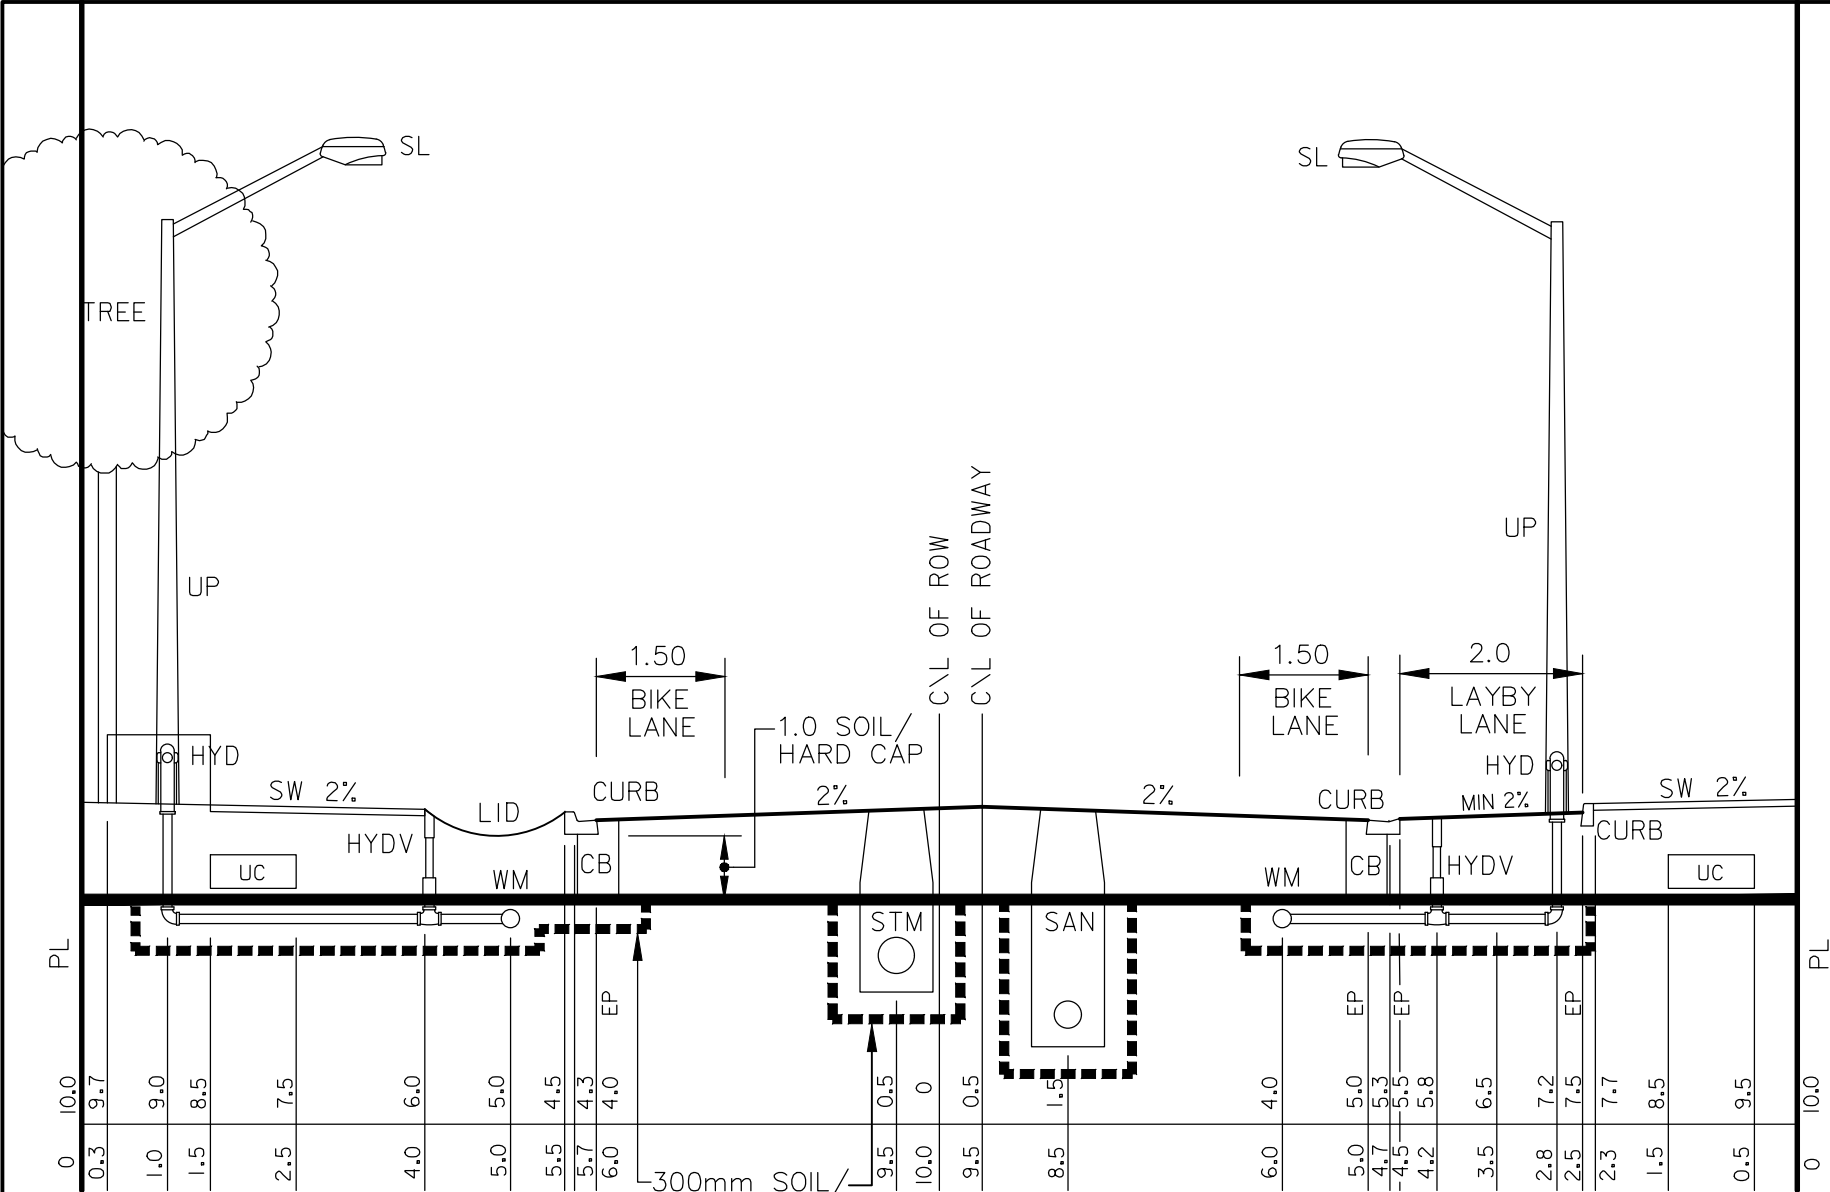 SL
SL
TREE
UP
UP
C\L OF ROW
C\L OF ROADWAY
1.50
BIKE
LANE
1.50
BIKE
LANE
2.0
LAYBY
LANE
1.0 SOIL/
HARD CAP
HYD
HYD
SW 2%
LID
CURB
2%
2%
CURB
MIN 2%
SW 2%
CURB
HYDV
CB
CB
HYDV
UC
WM
WM
UC
STM
SAN
PL
EP
EP
EP
EP
PL
10.0 9.7 9.0 8.5 7.5 6.0 5.0 4.5 4.3 4.0 0.5 0 0.5 1.5 4.0 5.0 5.3 5.5 5.8 6.5 7.2 7.5 7.7 8.5 9.5 10.0
0 0.3 1.0 1.5 2.5 4.0 5.0 5.5 5.7 6.0 9.5 10.0 9.5 8.5 6.0 5.0 4.7 4.5 4.2 3.5 2.8 2.5 2.3 1.5 0.5 0
300mm SOIL/